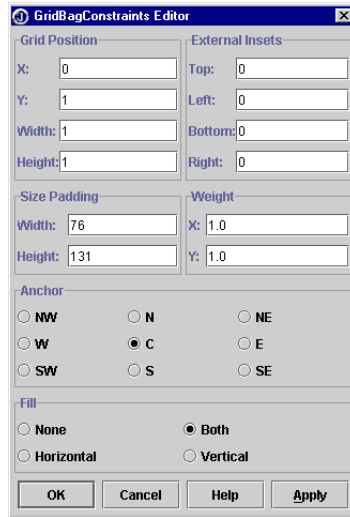 GridBagConstraints Editor
Grid Position
X: 0
Y: 1
Width: 1
Height: 1
External Insets
Top: 0
Left: 0
Bottom: 0
Right: 0
Size Padding
Width: 76
Height: 131
Weight
X: 1.0
Y: 1.0
Anchor
NW N NE
W C E
SW S SE
Fill
None Both
Horizontal Vertical
OK Cancel Help Apply